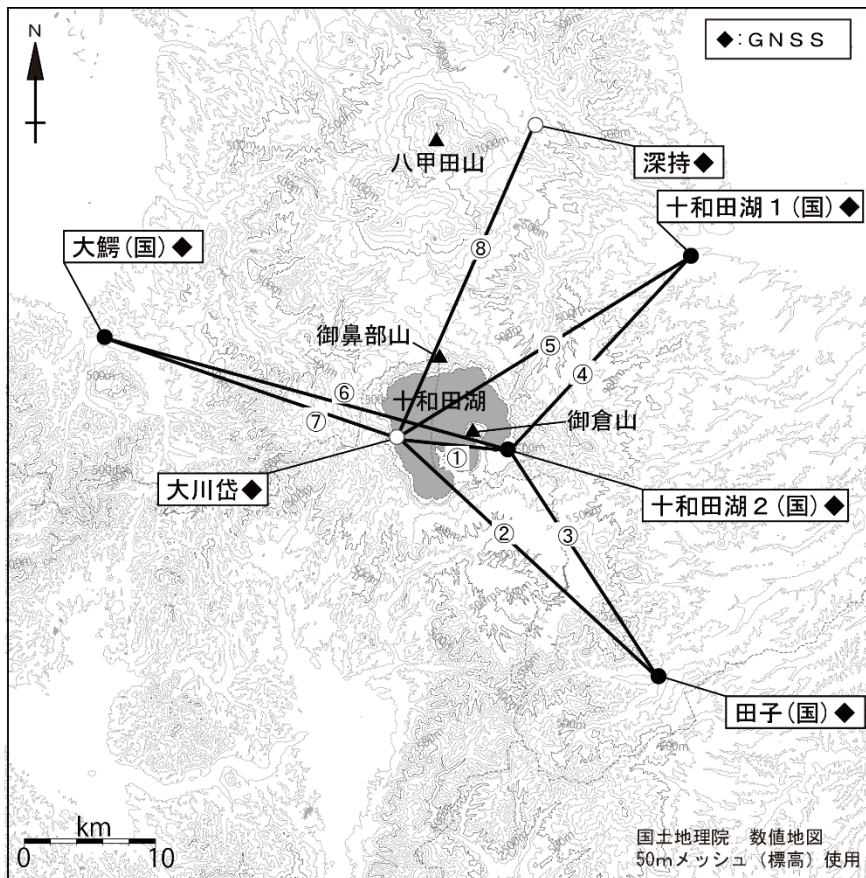 N
◆:GNSS
八甲田山
深持◆
十和田湖1(国)◆
大鰐(国)◆
⑧
御鼻部山
⑤
④
⑥
十和田湖
⑦
御倉山
①
大川岱◆
十和田湖2(国)◆
②
③
田子(国)◆
km
0 10
国土地理院 数値地図
50mメッシュ(標高)使用
500m
1000m